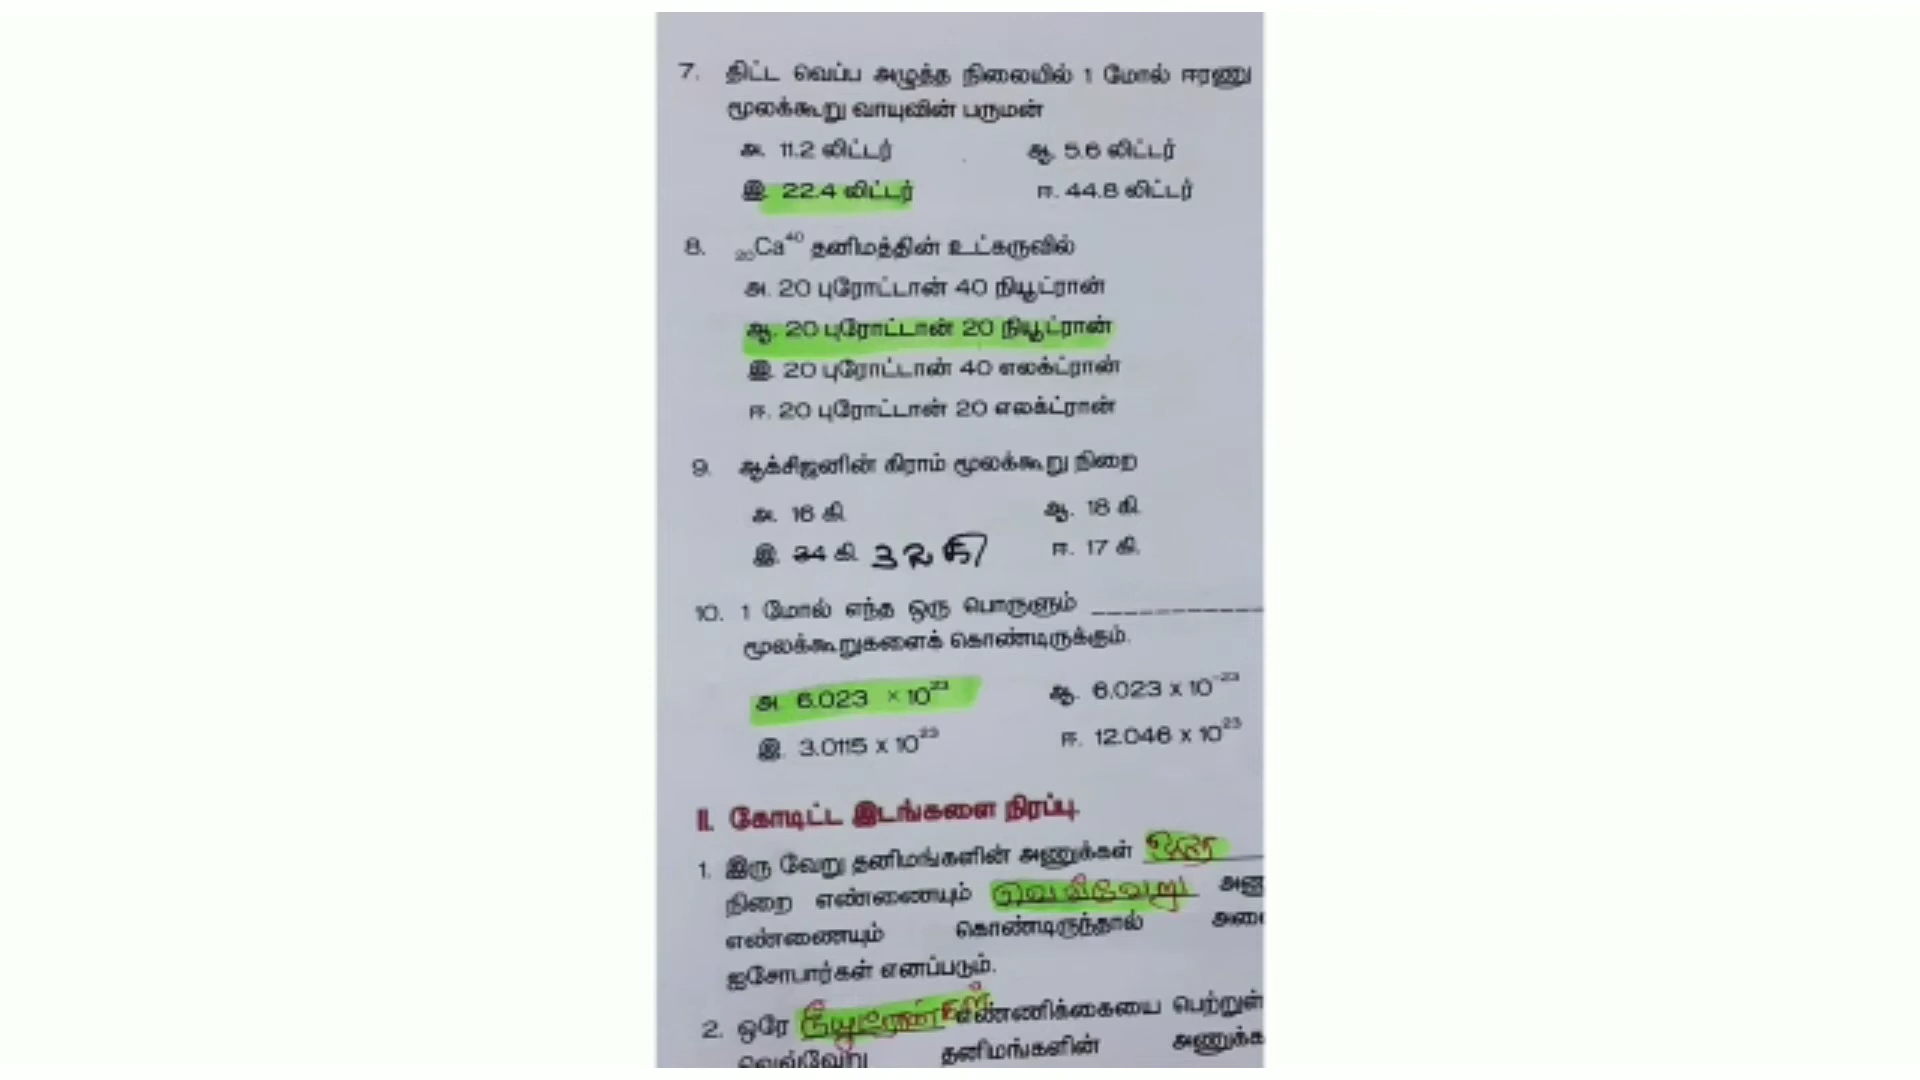 7. திட்ட வெப்ப அழுத்த நிலையில் 1 மோல் ஈரணு
மூலக்கூறு வாயுவின் பருமன்
அ. 11.2 லிட்டர் ஆ. 5.6 லிட்டர்
இ. 22.4 லிட்டர் ஈ. 44.8 லிட்டர்
8. ₂₀Ca⁴⁰ தனிமத்தின் உட்கருவில்
அ. 20 புரோட்டான் 40 நியூட்ரான்
ஆ. 20 புரோட்டான் 20 நியூட்ரான்
இ. 20 புரோட்டான் 40 எலக்ட்ரான்
ஈ. 20 புரோட்டான் 20 எலக்ட்ரான்
9. ஆக்சிஜனின் கிராம் மூலக்கூறு நிறை
அ. 16 கி. ஆ. 18 கி.
இ. 34 கி. 32 கி ஈ. 17 கி.
10. 1 மோல் எந்த ஒரு பொருளும் ____________
மூலக்கூறுகளைக் கொண்டிருக்கும்.
அ. 6.023 × 10²³ ஆ. 6.023 x 10⁻²³
இ. 3.0115 x 10²³ ஈ. 12.046 x 10²³
II. கோடிட்ட இடங்களை நிரப்பு.
1. இரு வேறு தனிமங்களின் அணுக்கள் ஒரே
நிறை எண்ணையும் வெவ்வேறு அணு
எண்ணையும் கொண்டிருந்தால் அவை
ஐசோபார்கள் எனப்படும்.
2. ஒரே நியூட்ரான்கள் எண்ணிக்கையை பெற்றுள்
வெவ்வேறு தனிமங்களின் அணுக்க